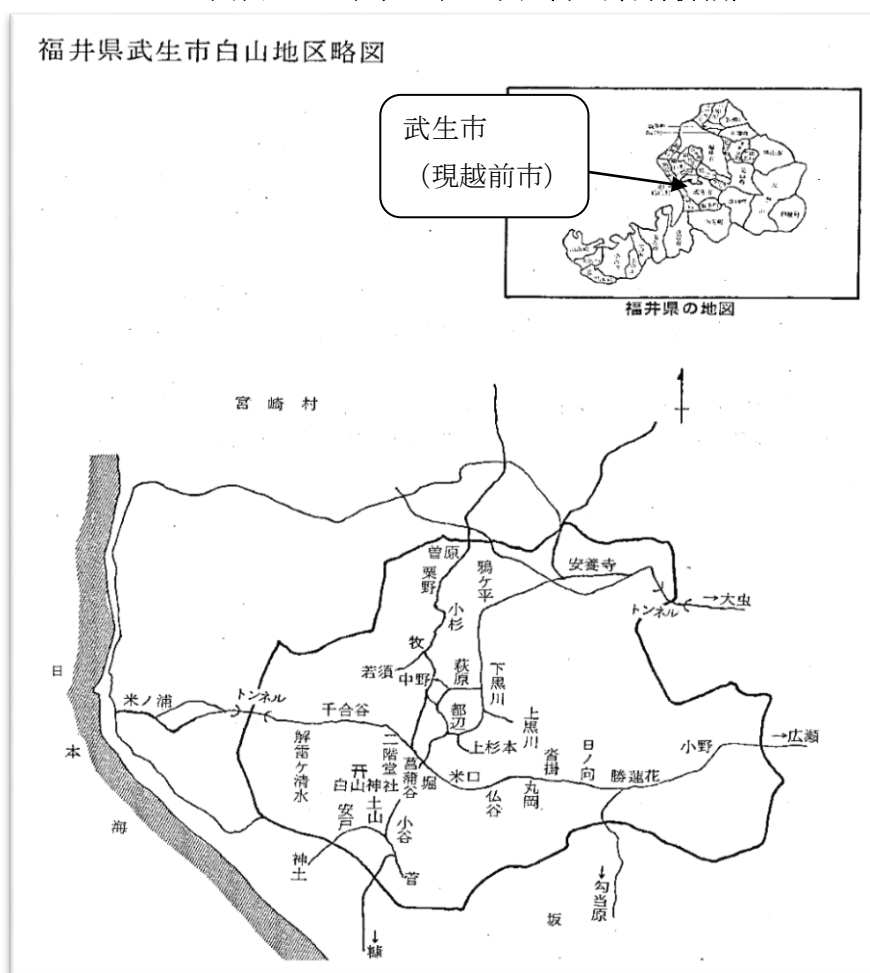 福井県武生市白山地区略図
武生市
（現越前市）
福井県の地図
宮崎村
曽原
栗野
鴉ケ平
安養寺
→大虫
トンネル
小杉
牧
若須
中野
萩原
下黒川
日本海
米ノ浦
トンネル
千合谷
都辺
上黒川
上杉本
日ノ向
小野
→広瀬
解雷ケ清水
二階堂
白山神社
菖蒲谷
堀
米口
仏谷
丸岡
沓掛
勝蓮花
土山
安戸
小谷
神土
菅
→糠
→勾当原
坂